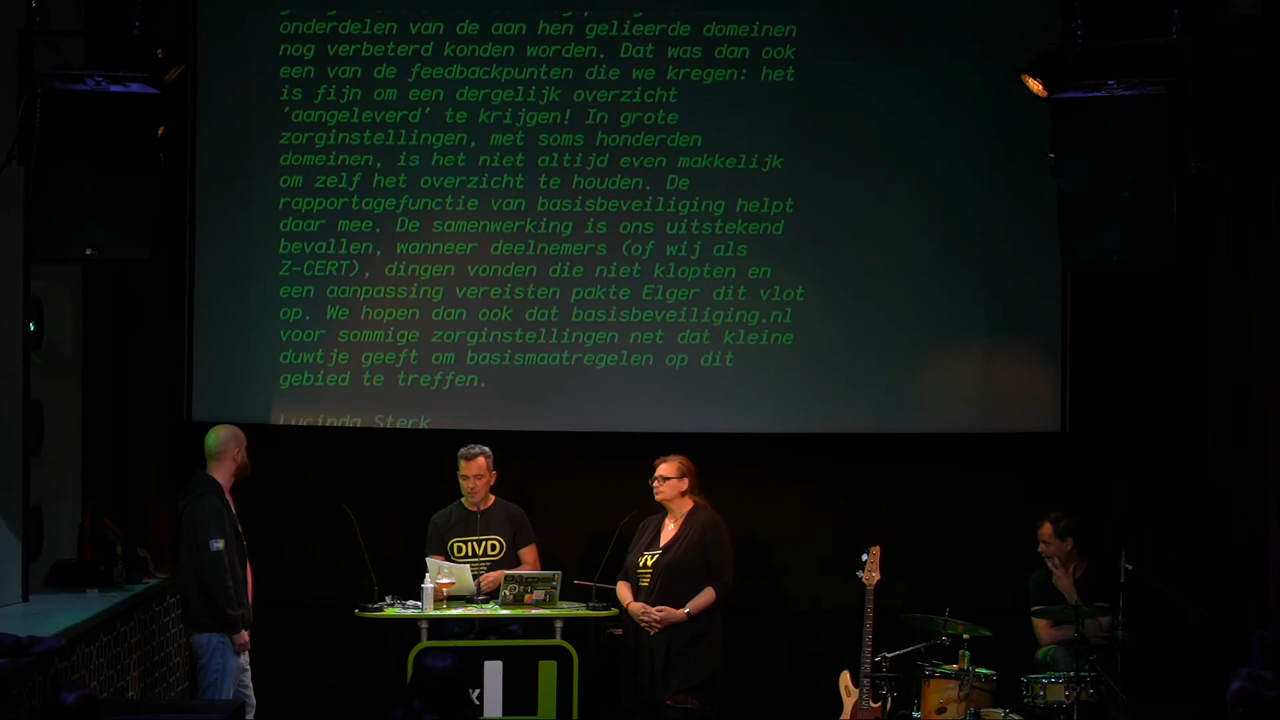 onderdelen van de aan hen gelieerde domeinen
nog verbeterd konden worden. Dat was dan ook
een van de feedbackpunten die we kregen: het
is fijn om een dergelijk overzicht
'aangeleverd' te krijgen! In grote
zorginstellingen, met soms honderden
domeinen, is het niet altijd even makkelijk
om zelf het overzicht te houden. De
rapportagefunctie van basisbeveiliging helpt
daar mee. De samenwerking is ons uitstekend
bevallen, wanneer deelnemers (of wij als
Z-CERT), dingen vonden die niet klopten en
een aanpassing vereisten pakte Elger dit vlot
op. We hopen dan ook dat basisbeveiliging.nl
voor sommige zorginstellingen net dat kleine
duwtje geeft om basismaatregelen op dit
gebied te treffen.
Lucinda Sterk
DIVD
DIV